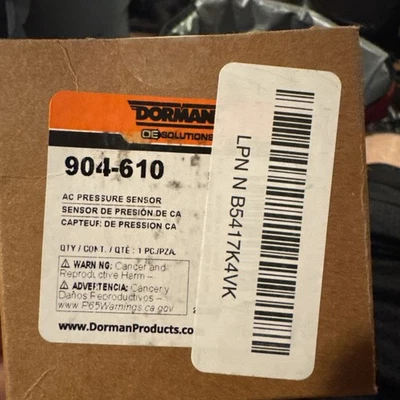 DORMAN
OE SOLUTIONS
904-610
AC PRESSURE SENSOR
SENSOR DE PRESIÓN DE CA
CAPTEUR DE PRESSION CA
QTY / CONT. / QTÉ : 1 PC/PZA.
⚠ WARNING: Cancer and
Reproductive Harm –
⚠ ADVERTENCIA: Cáncer y
Daños Reproductivos –
www.P65Warnings.ca.gov
www.DormanProducts.co
LPN N B5417K4VK